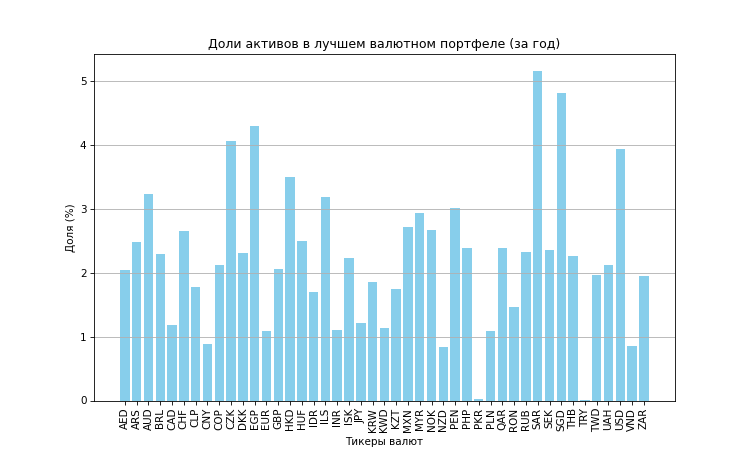 Доли активов в лучшем валютном портфеле (за год)
Доля (%)
5
4
3
2
1
0
AED ARS AUD BRL CAD CHF CLP CNY COP CZK DKK EGP EUR GBP HKD HUF IDR ILS INR ISK JPY KRW KWD KZT MXN MYR NOK NZD PEN PHP PKR PLN QAR RON RUB SAR SEK SGD THB TRY TWD UAH USD VND ZAR
Тикеры валют